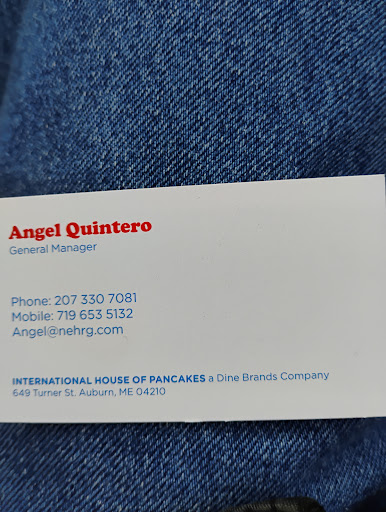 Angel Quintero
General Manager
Phone: 207 330 7081
Mobile: 719 653 5132
Angel@nehrg.com
INTERNATIONAL HOUSE OF PANCAKES a Dine Brands Company
649 Turner St. Auburn, ME 04210